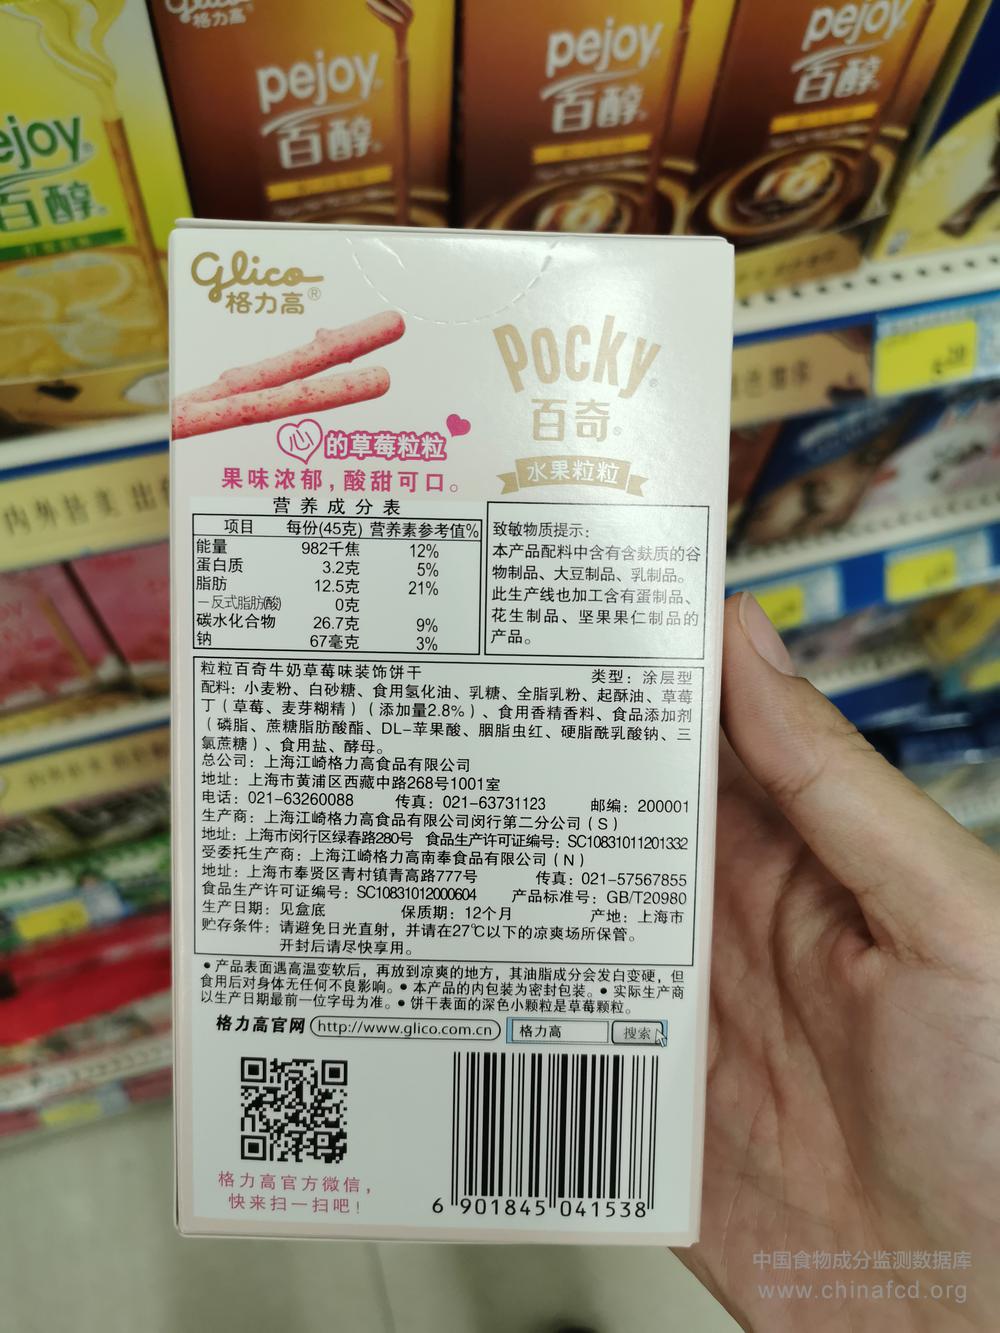 格力高
pejoy
百醇
pejoy
百醇
pejoy
百醇
ejoy
百醇
Glico
格力高®
Pocky
百奇
水果粒粒
心的草莓粒粒
果味浓郁,酸甜可口。
营养成分表
项目 每份(45克) 营养素参考值%
能量 982千焦 12%
蛋白质 3.2克 5%
脂肪 12.5克 21%
—反式脂肪(酸) 0克
碳水化合物 26.7克 9%
钠 67毫克 3%
致敏物质提示:
本产品配料中含有含麸质的谷
物制品、大豆制品、乳制品。
此生产线也加工含有蛋制品、
花生制品、坚果果仁制品的
产品。
粒粒百奇牛奶草莓味装饰饼干 类型:涂层型
配料:小麦粉、白砂糖、食用氢化油、乳糖、全脂乳粉、起酥油、草莓
丁(草莓、麦芽糊精)(添加量2.8%)、食用香精香料、食品添加剂
(磷脂、蔗糖脂肪酸酯、DL-苹果酸、胭脂虫红、硬脂酰乳酸钠、三
氯蔗糖)、食用盐、酵母。
总公司:上海江崎格力高食品有限公司
地址:上海市黄浦区西藏中路268号1001室
电话:021-63260088 传真:021-63731123 邮编:200001
生产商:上海江崎格力高食品有限公司闵行第二分公司(S)
地址:上海市闵行区绿春路280号 食品生产许可证编号:SC10831011201332
受委托生产商:上海江崎格力高南奉食品有限公司(N)
地址:上海市奉贤区青村镇青高路777号 传真:021-57567855
食品生产许可证编号:SC10831012000604 产品标准号:GB/T20980
生产日期:见盒底 保质期:12个月 产地:上海市
贮存条件:请避免日光直射,并请在27℃以下的凉爽场所保管。
开封后请尽快享用。
●产品表面遇高温变软后,再放到凉爽的地方,其油脂成分会发白变硬,但
食用后对身体无任何不良影响。●本产品的内包装为密封包装。●实际生产商
以生产日期最前一位字母为准。●饼干表面的深色小颗粒是草莓颗粒。
格力高官网 http://www.glico.com.cn 格力高 搜索
格力高官方微信,
快来扫一扫吧!
6 901845 041538
中国食物成分监测数据库
www.chinafcd.org